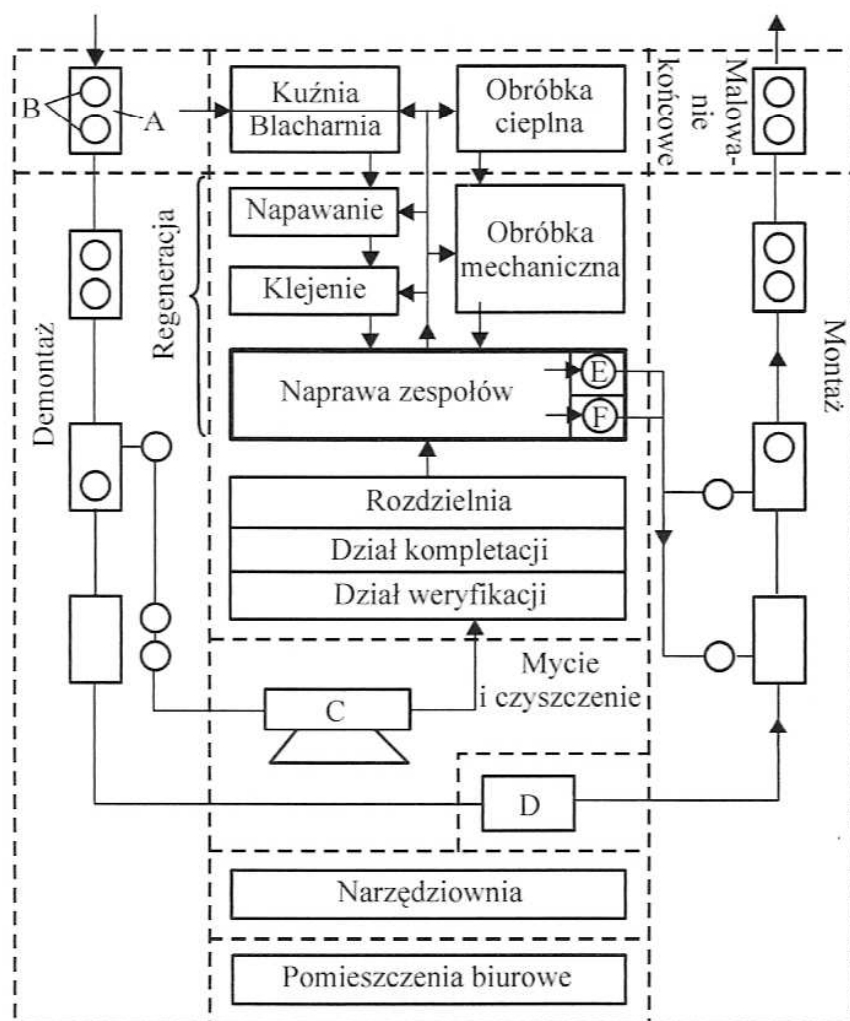 B
A
Kuźnia
Blacharnia
Obróbka
cieplna
Malowa-
nie
końcowe
Regeneracja
Napawanie
Obróbka
mechaniczna
Klejenie
Demontaż
Naprawa zespołów
E
F
Montaż
Rozdzielnia
Dział kompletacji
Dział weryfikacji
Mycie
i czyszczenie
C
D
Narzędziownia
Pomieszczenia biurowe